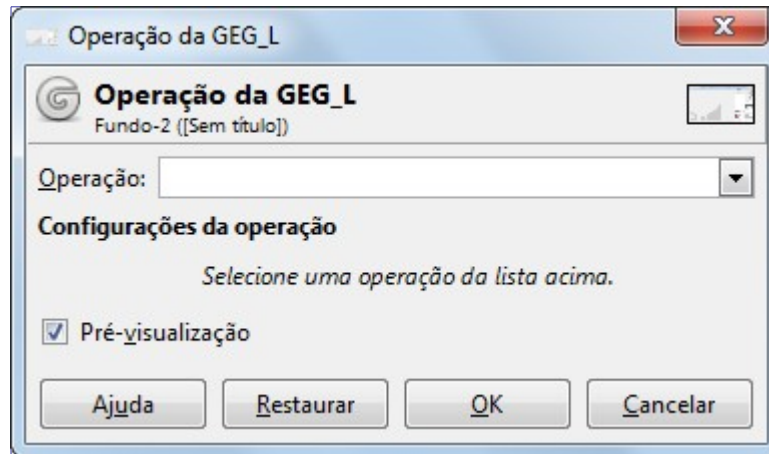 Operação da GEG_L
Operação da GEG_L
Fundo-2 ([Sem título])
Operação:
Configurações da operação
Selecione uma operação da lista acima.
Pré-visualização
Ajuda Restaurar OK Cancelar